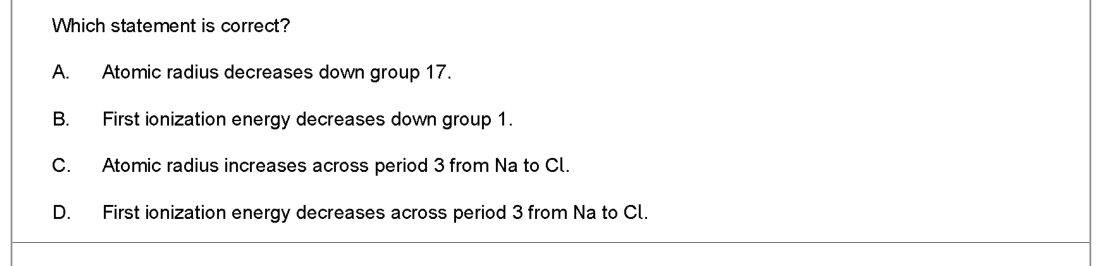 Which statement is correct?
A. Atomic radius decreases down group 17.
B. First ionization energy decreases down group 1.
C. Atomic radius increases across period 3 from Na to Cl.
D. First ionization energy decreases across period 3 from Na to Cl.